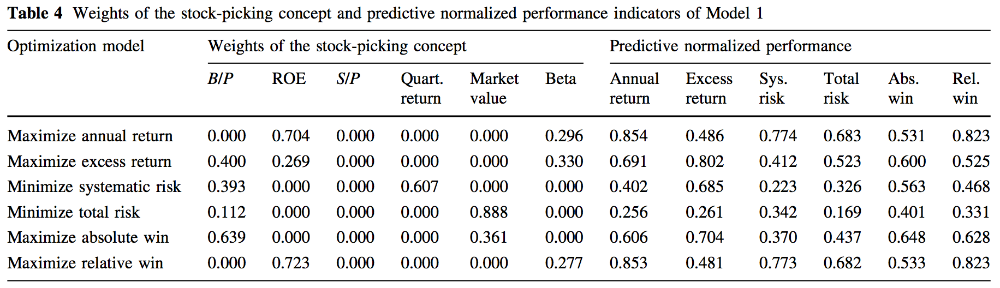 Table 4 Weights of the stock-picking concept and predictive normalized performance indicators of Model 1
Optimization model Weights of the stock-picking concept Predictive normalized performance
B/P ROE S/P Quart. return Market value Beta Annual return Excess return Sys. risk Total risk Abs. win Rel. win
Maximize annual return 0.000 0.704 0.000 0.000 0.000 0.296 0.854 0.486 0.774 0.683 0.531 0.823
Maximize excess return 0.400 0.269 0.000 0.000 0.000 0.330 0.691 0.802 0.412 0.523 0.600 0.525
Minimize systematic risk 0.393 0.000 0.000 0.607 0.000 0.000 0.402 0.685 0.223 0.326 0.563 0.468
Minimize total risk 0.112 0.000 0.000 0.000 0.888 0.000 0.256 0.261 0.342 0.169 0.401 0.331
Maximize absolute win 0.639 0.000 0.000 0.000 0.361 0.000 0.606 0.704 0.370 0.437 0.648 0.628
Maximize relative win 0.000 0.723 0.000 0.000 0.000 0.277 0.853 0.481 0.773 0.682 0.533 0.823